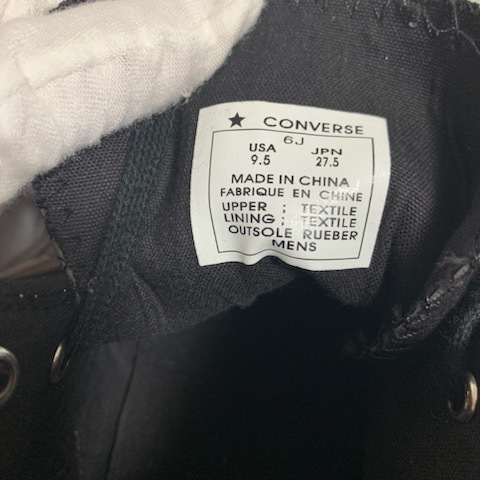 ★ CONVERSE
6J
USA JPN
9.5 27.5
MADE IN CHINA
FABRIQUE EN CHINE
UPPER : TEXTILE
LINING : TEXTILE
OUTSOLE RUEBER
MENS